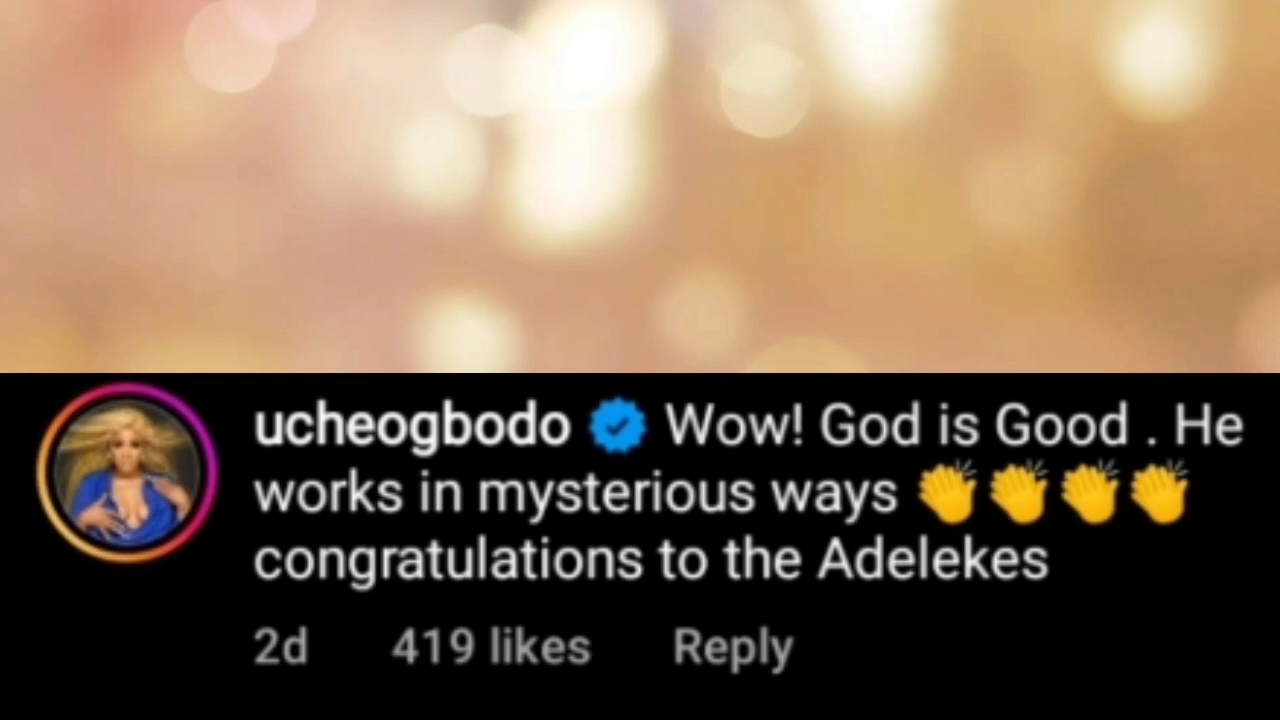 ucheogbodo Wow! God is Good . He
works in mysterious ways 👏👏👏👏
congratulations to the Adelekes
2d 419 likes Reply